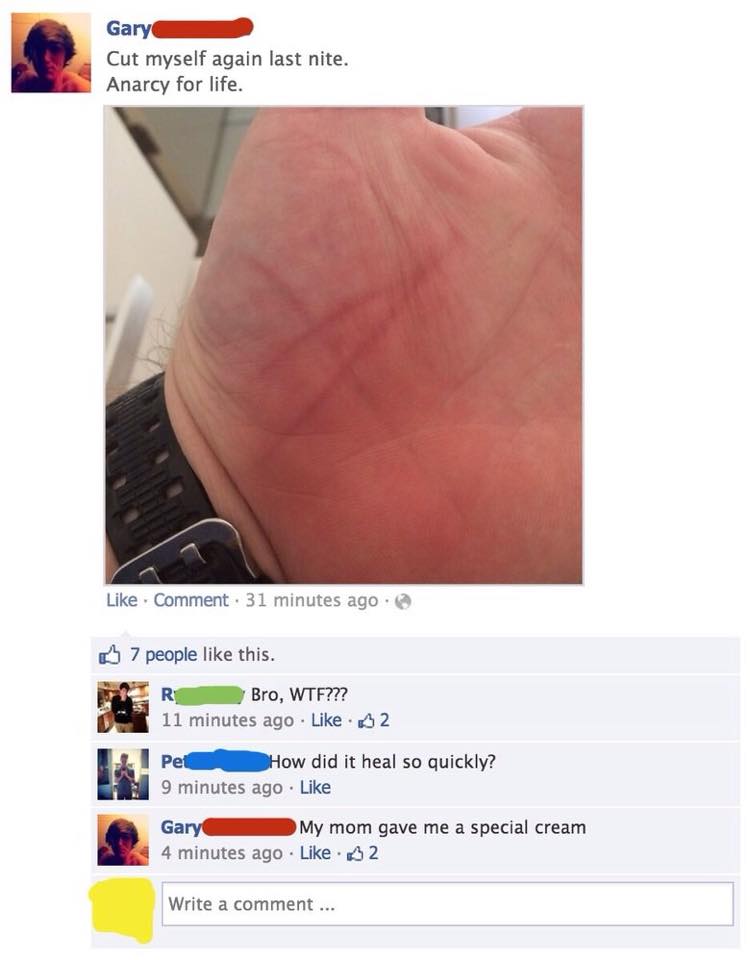 Gary
Cut myself again last nite.
Anarcy for life.
Like · Comment · 31 minutes ago ·
7 people like this.
R Bro, WTF???
11 minutes ago · Like · 2
Pet How did it heal so quickly?
9 minutes ago · Like
Gary My mom gave me a special cream
4 minutes ago · Like · 2
Write a comment ...